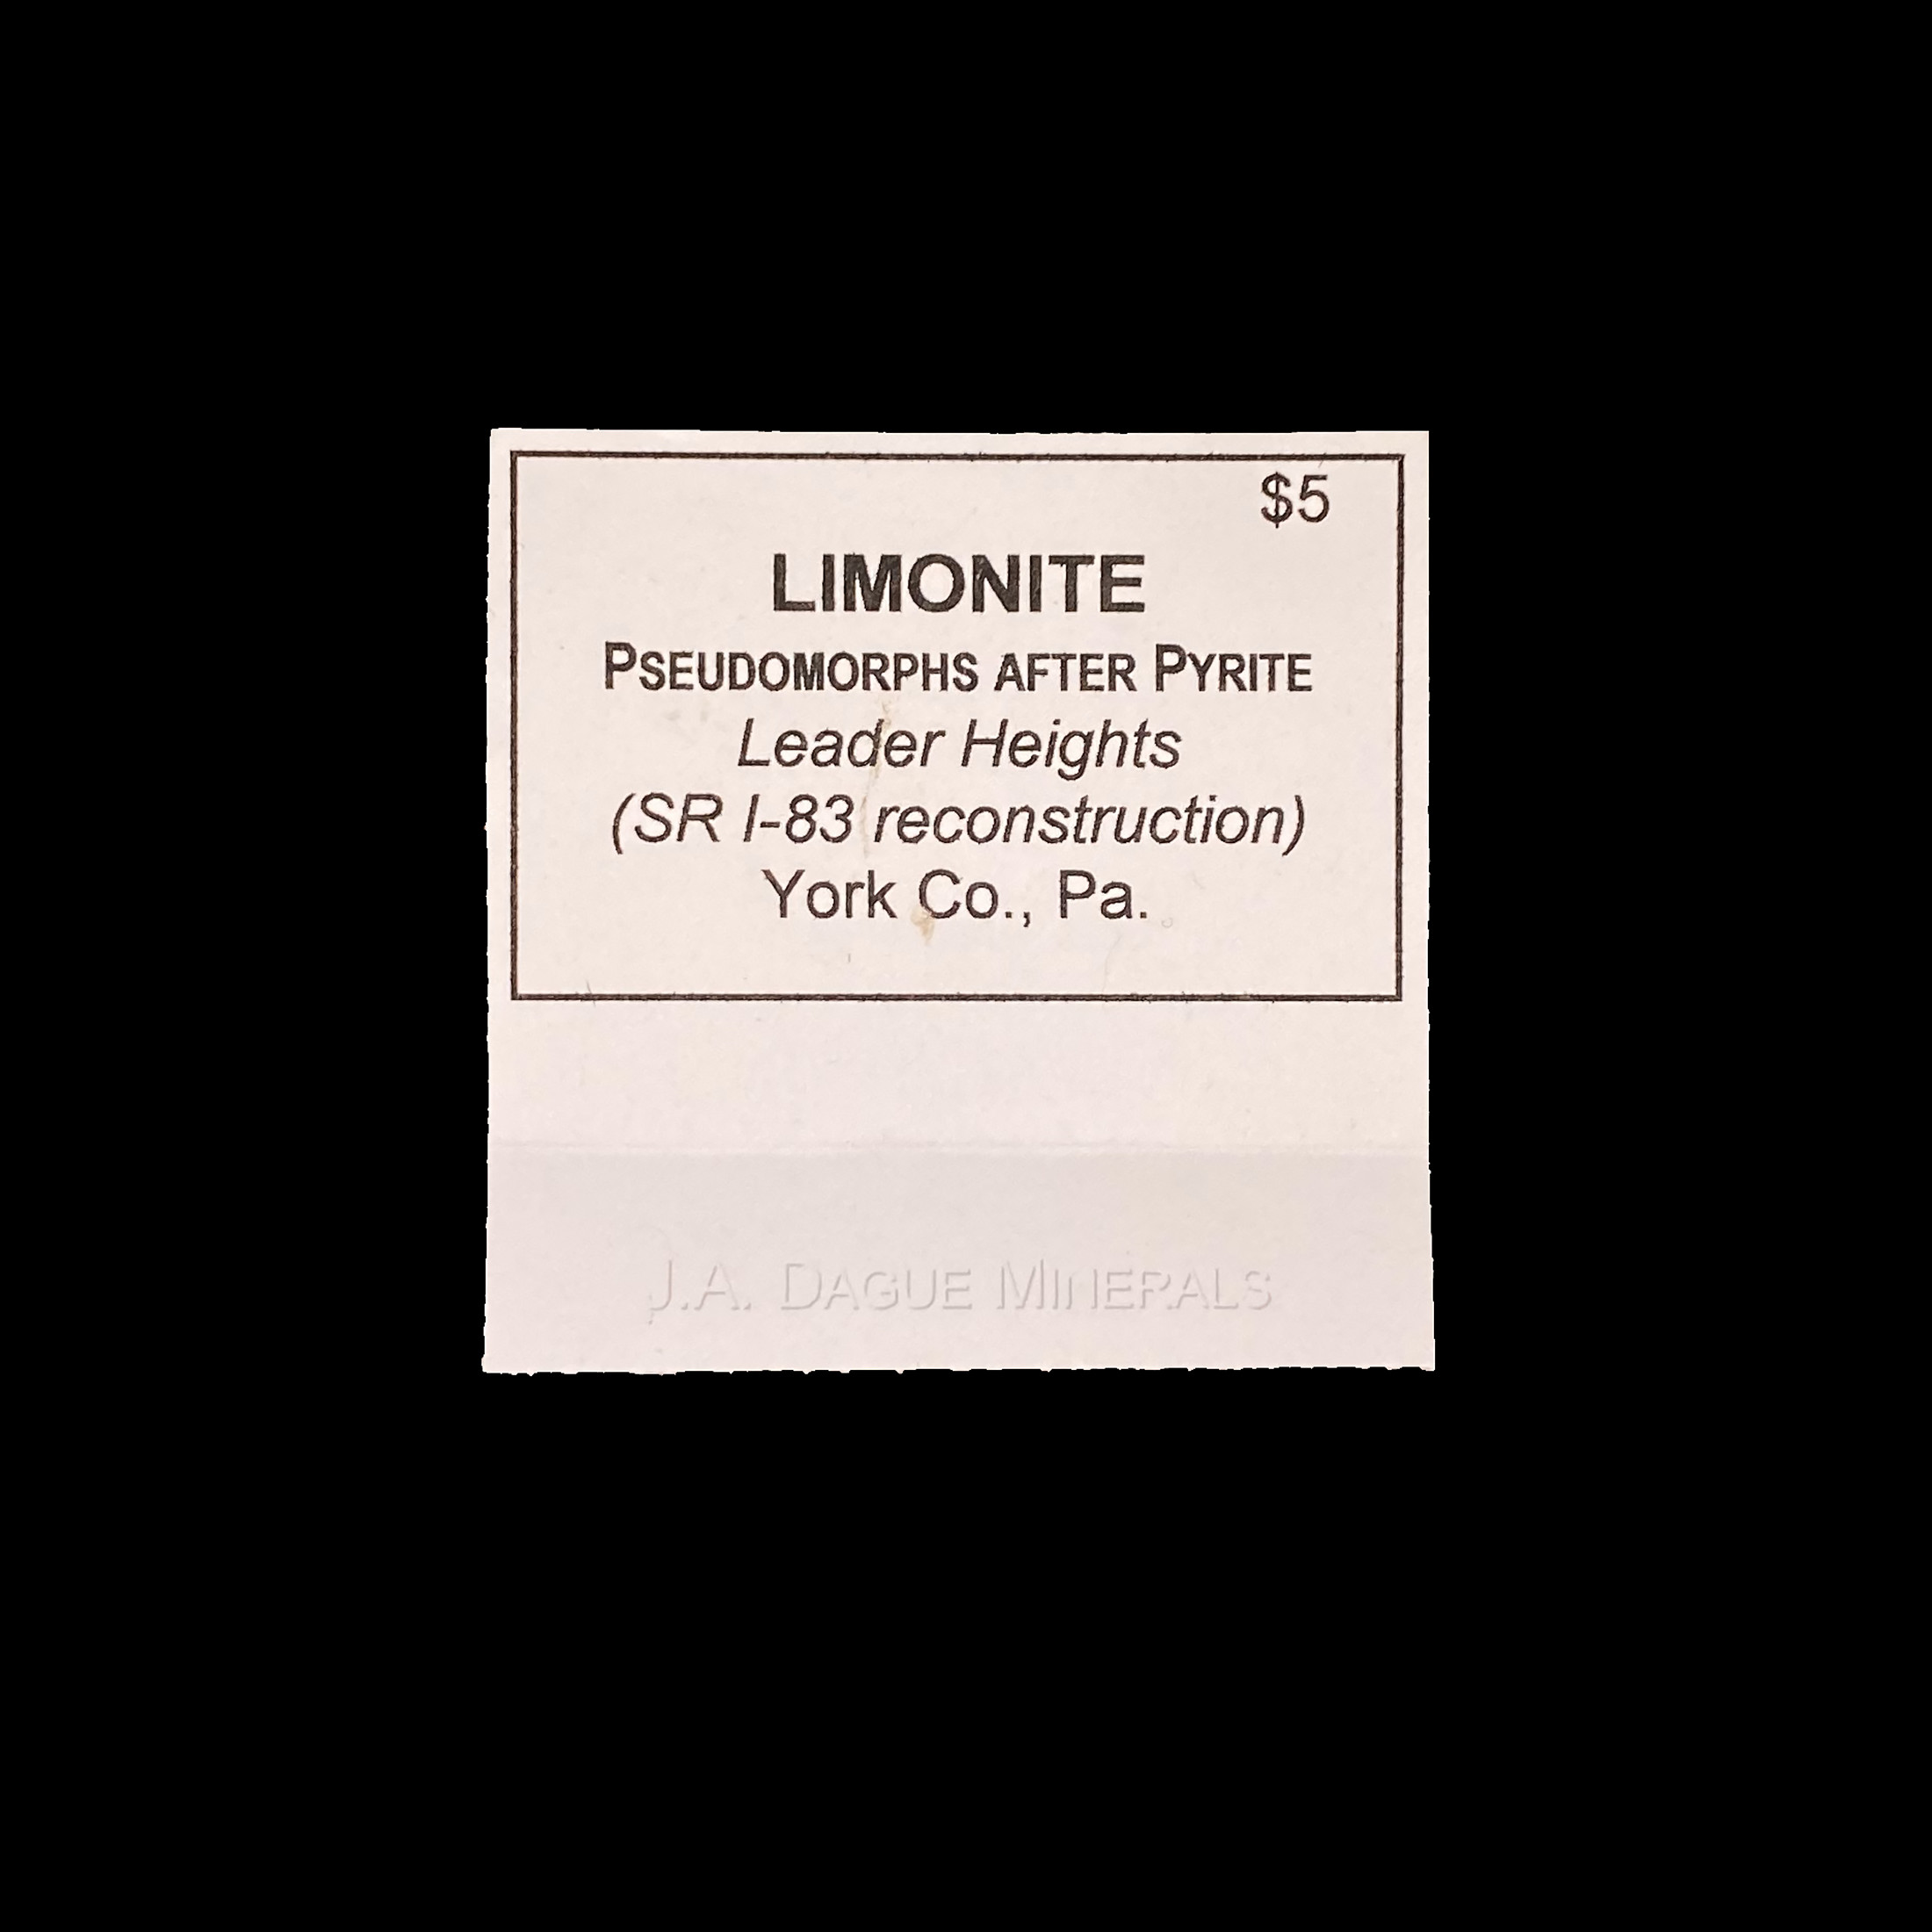 $5
LIMONITE
PSEUDOMORPHS AFTER PYRITE
Leader Heights
(SR I-83 reconstruction)
York Co., Pa.
J.A. DAGUE MINERALS